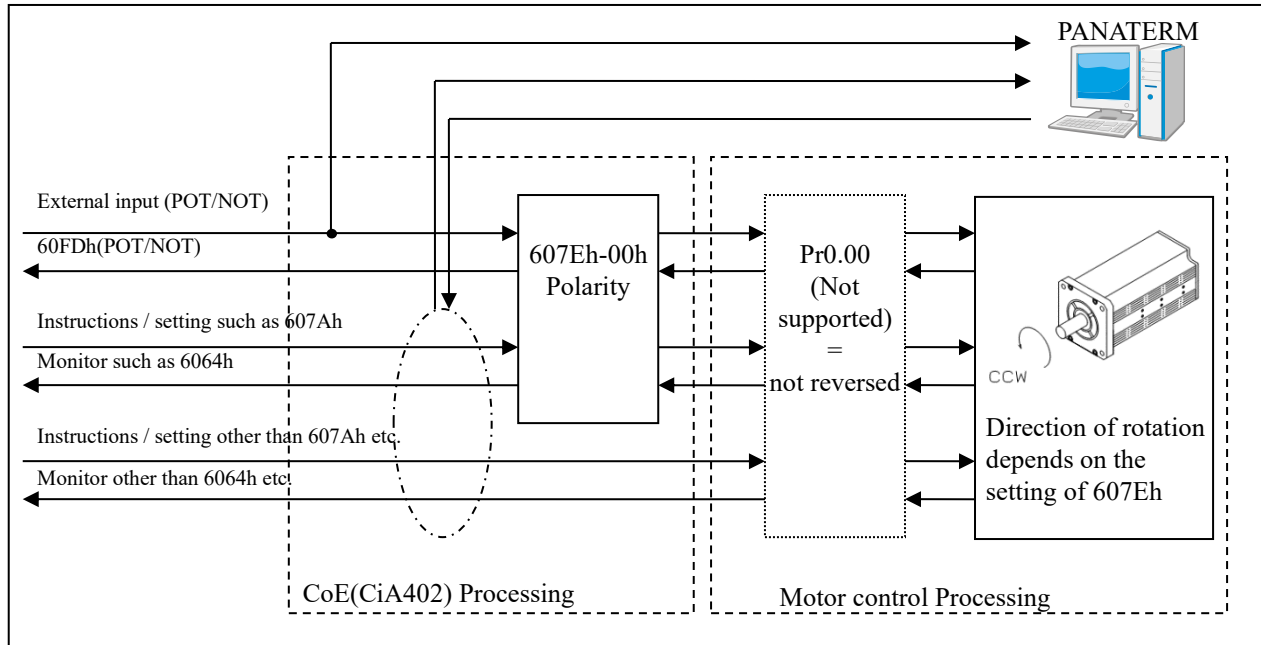 PANATERM
External input (POT/NOT)
60FDh(POT/NOT)
Instructions / setting such as 607Ah
Monitor such as 6064h
Instructions / setting other than 607Ah etc.
Monitor other than 6064h etc.
607Eh-00h
Polarity
CoE(CiA402) Processing
Pr0.00
(Not
supported)
=
not reversed
CCW
Direction of rotation
depends on the
setting of 607Eh
Motor control Processing